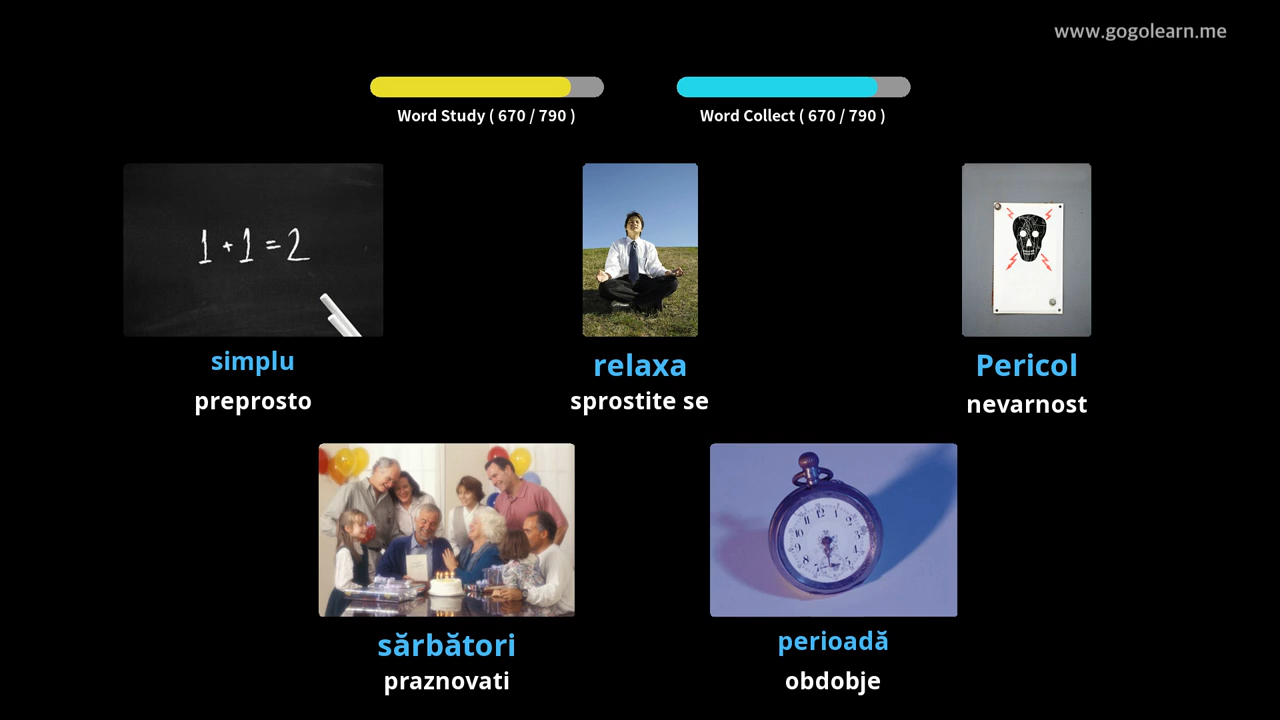 www.gogolearn.me
Word Study ( 670 / 790 )
Word Collect ( 670 / 790 )
1 + 1 = 2
simplu
preprosto
relaxa
sprostite se
Pericol
nevarnost
sărbători
praznovati
perioadă
obdobje